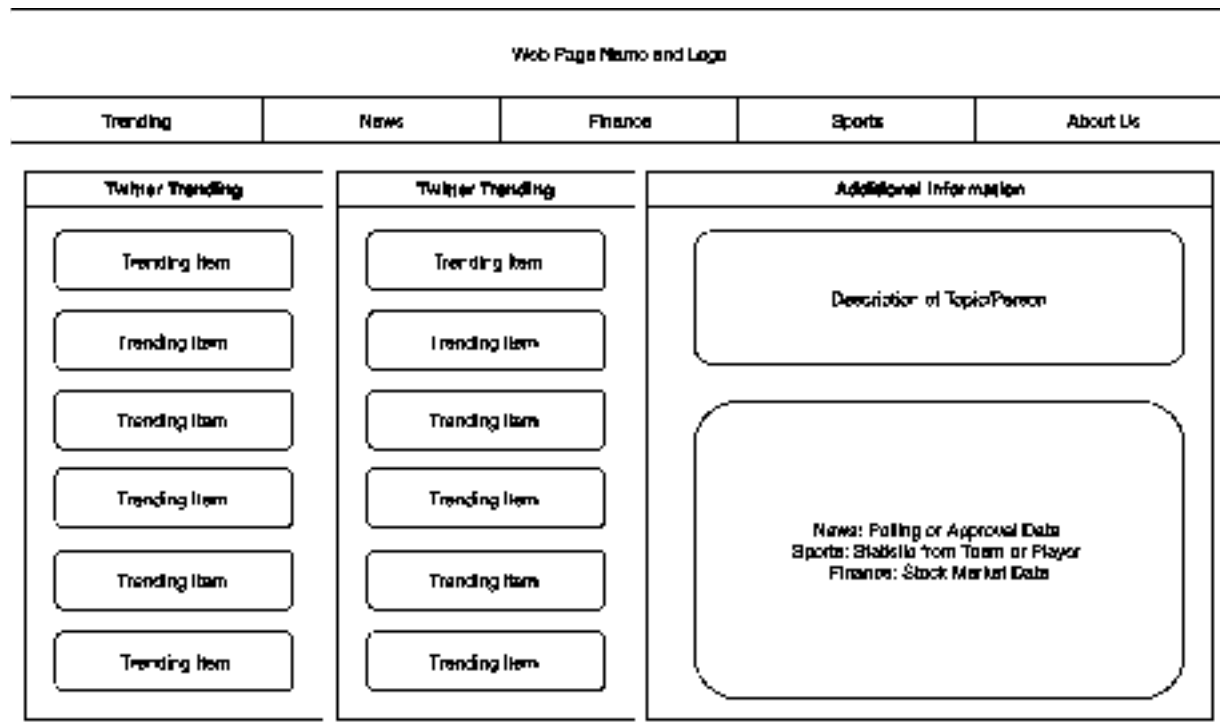 Web Page Name and Logo
Trending
News
Finance
Sports
About Us
Twitter Trending
Trending Item
Trending Item
Trending Item
Trending Item
Trending Item
Trending Item
Twitter Trending
Trending Item
Trending Item
Trending Item
Trending Item
Trending Item
Trending Item
Additional Information
Description of Topic/Person
News: Polling or Approval Data
Sports: Statistic from Team or Player
Finance: Stock Market Data